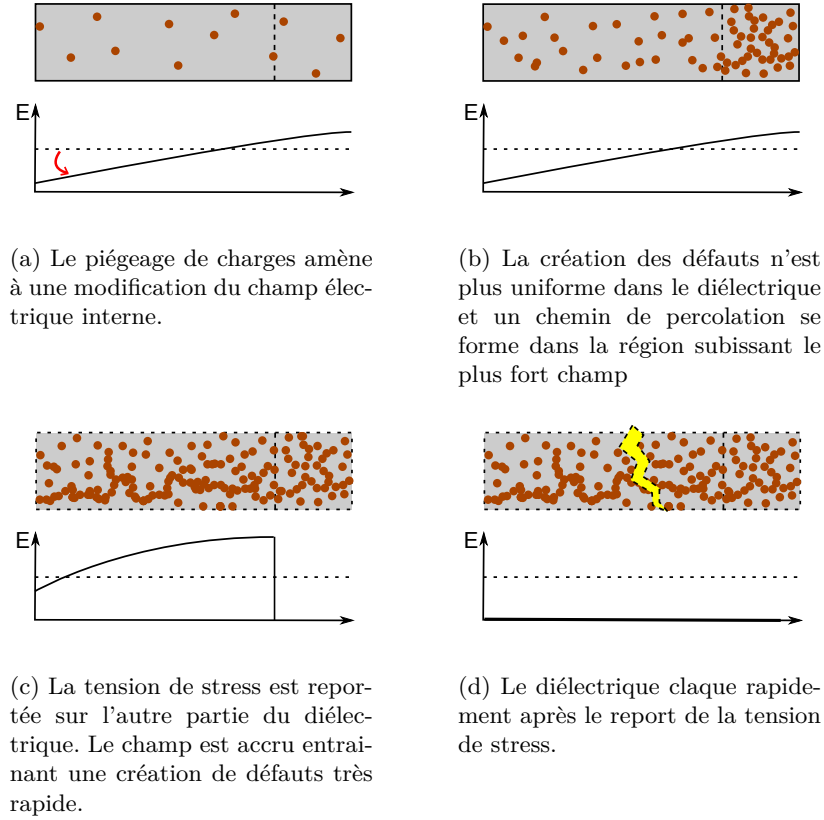 E
E
(a) Le piégeage de charges amène
à une modification du champ élec-
trique interne.
(b) La création des défauts n'est
plus uniforme dans le diélectrique
et un chemin de percolation se
forme dans la région subissant le
plus fort champ
E
E
(c) La tension de stress est repor-
tée sur l'autre partie du diélec-
trique. Le champ est accru entrai-
nant une création de défauts très
rapide.
(d) Le diélectrique claque rapide-
ment après le report de la tension
de stress.